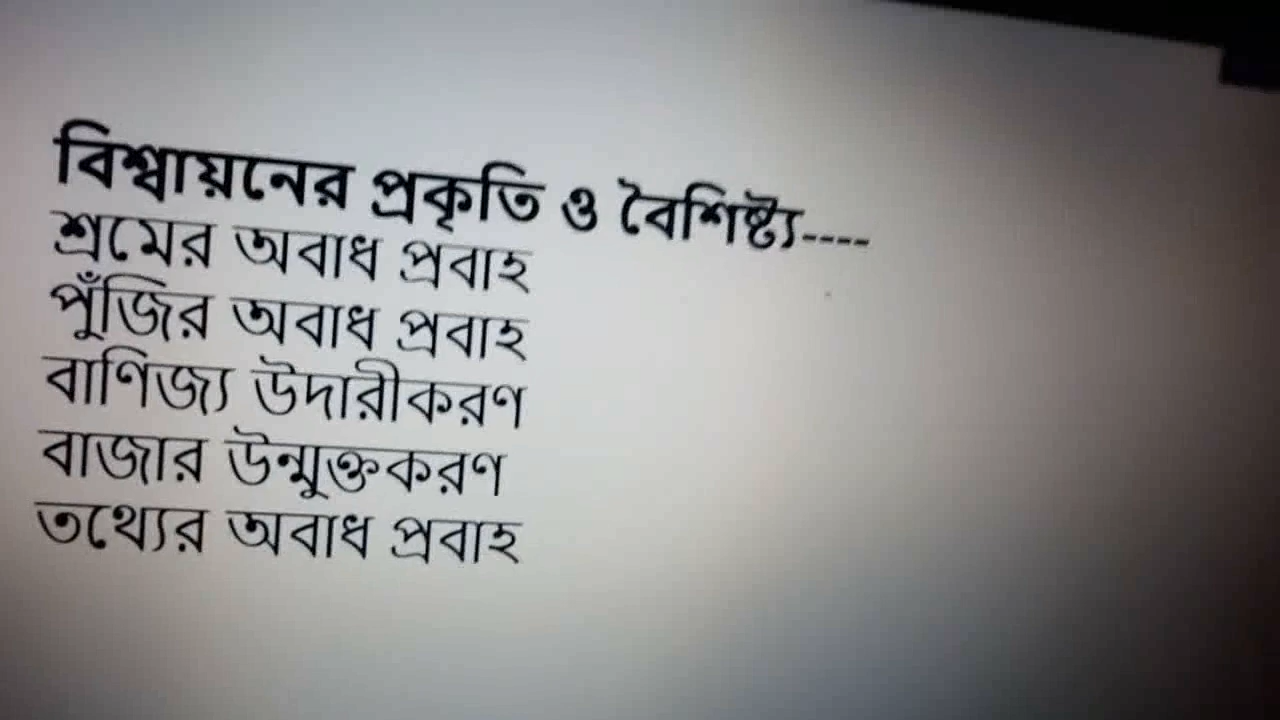 বিশ্বায়নের প্রকৃতি ও বৈশিষ্ট্য----
শ্রমের অবাধ প্রবাহ
পুঁজির অবাধ প্রবাহ
বাণিজ্য উদারীকরণ
বাজার উন্মুক্তকরণ
তথ্যের অবাধ প্রবাহ